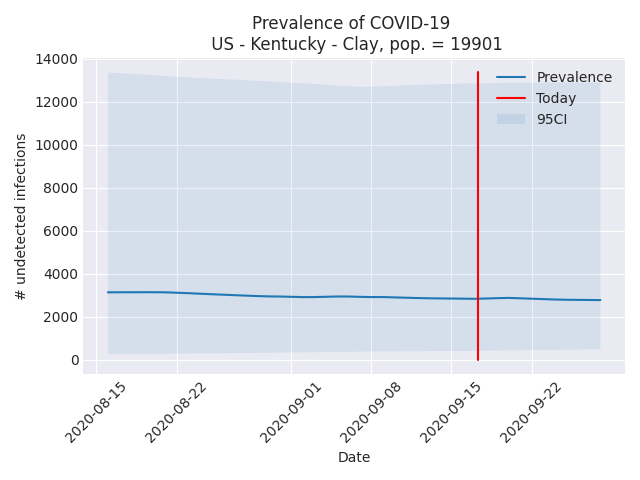 Prevalence of COVID-19
US - Kentucky - Clay, pop. = 19901
14000
12000
10000
8000
6000
4000
2000
0
# undetected infections
Prevalence
Today
95CI
2020-08-15
2020-08-22
2020-09-01
2020-09-08
2020-09-15
2020-09-22
Date